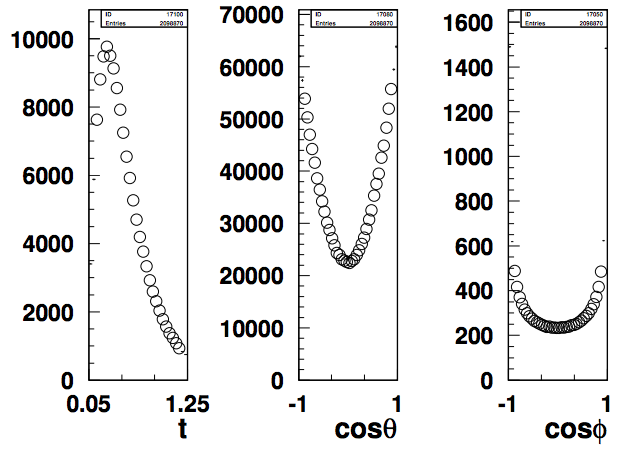 ID 17100
Entries 2098870
10000
8000
6000
4000
2000
0
0.05 1.25
t
ID 17080
Entries 2098870
70000
60000
50000
40000
30000
20000
10000
0
-1 1
cosθ
ID 17050
Entries 2098870
1600
1400
1200
1000
800
600
400
200
0
-1 1
cosϕ